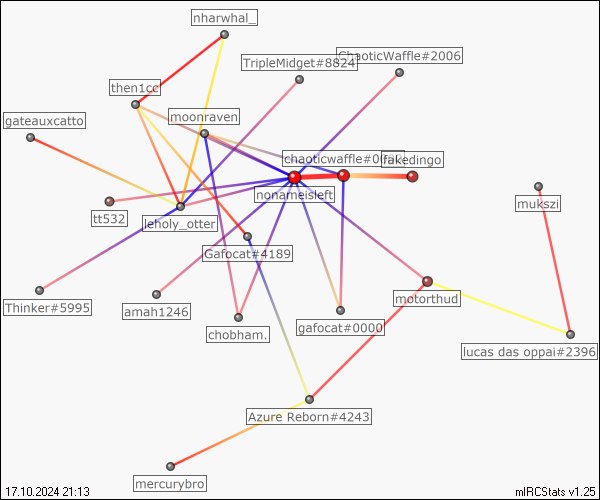 nharwhal_
ChaoticWaffle#2006
TripleMidget#8824
then1cc
moonraven
gateauxcatto
chaoticwaffle#0
fakedingo
nonameisleft
mukszi
tt532
leholy_otter
Gafocat#4189
Thinker#5995
amah1246
motorthud
chobham.
gafocat#0000
lucas das oppai#2396
Azure Reborn#4243
mercurybro
17.10.2024 21:13
mIRCStats v1.25